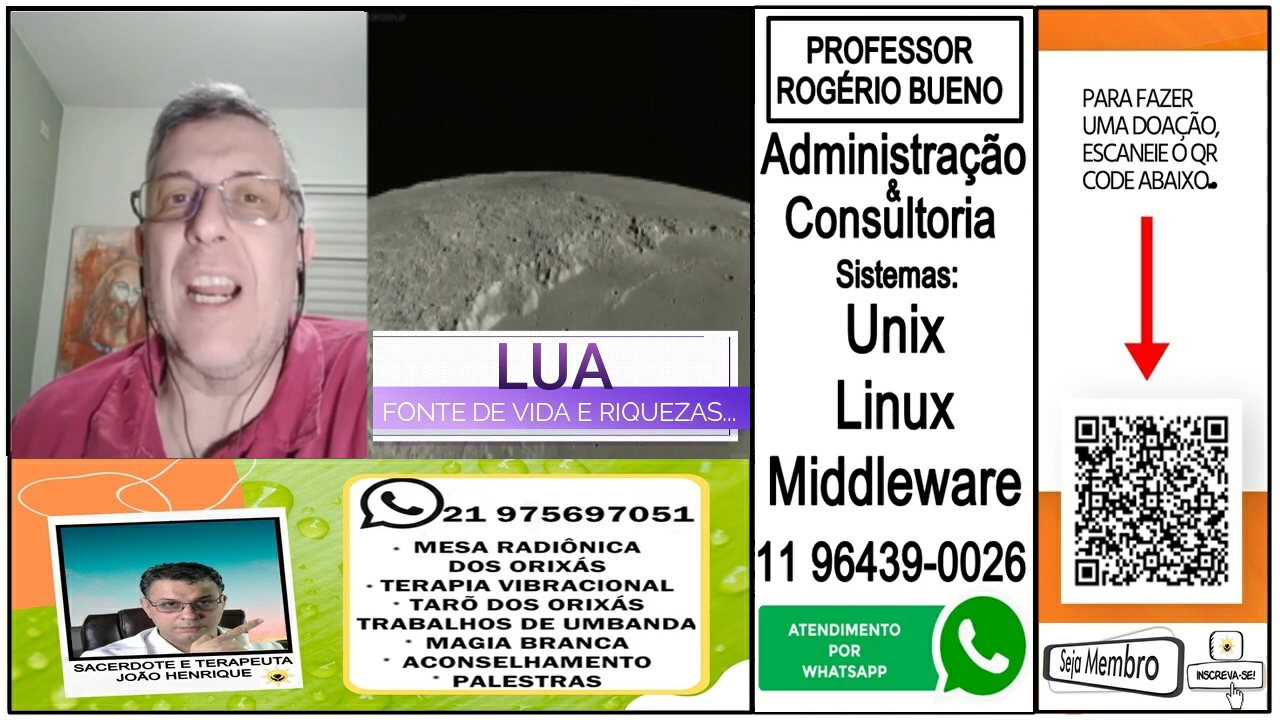 LUA
FONTE DE VIDA E RIQUEZAS...
21 975697051
· MESA RADIÔNICA
DOS ORIXÁS
· TERAPIA VIBRACIONAL
· TARÕ DOS ORIXÁS
TRABALHOS DE UMBANDA
· MAGIA BRANCA
· ACONSELHAMENTO
· PALESTRAS
SACERDOTE E TERAPEUTA
JOÃO HENRIQUE
PROFESSOR
ROGÉRIO BUENO
Administração
&
Consultoria
Sistemas:
Unix
Linux
Middleware
11 96439-0026
ATENDIMENTO
POR
WHATSAPP
PARA FAZER
UMA DOAÇÃO,
ESCANEIE O QR
CODE ABAIXO.
Seja Membro
INSCREVA-SE!